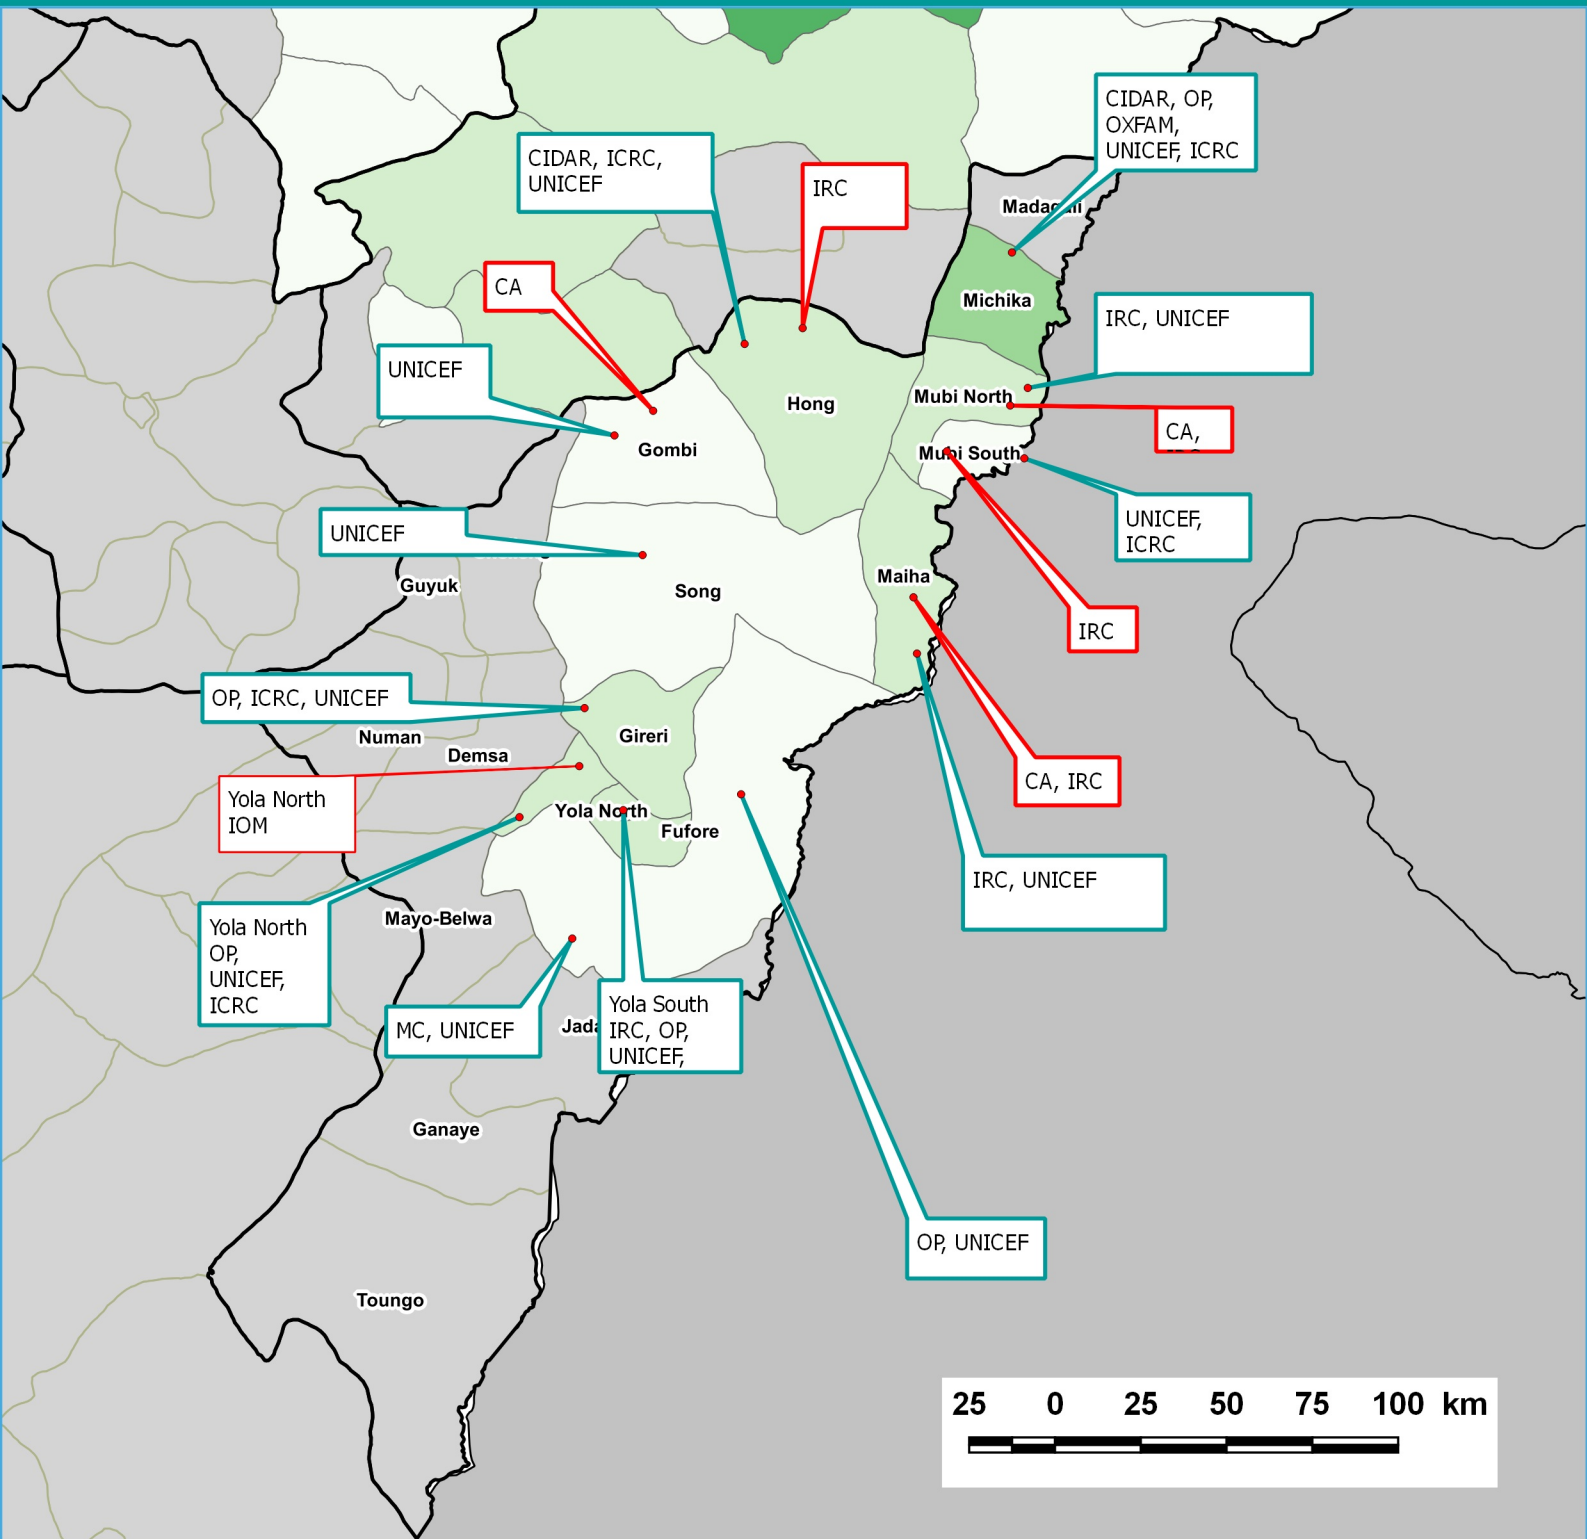 CIDAR, OP,
OXFAM,
UNICEF, ICRC
CIDAR, ICRC,
UNICEF
IRC
Madagali
CA
Michika
IRC, UNICEF
UNICEF
Hong
Mubi North
CA,
Gombi
Mubi South
UNICEF,
ICRC
UNICEF
Guyuk
Song
Maiha
IRC
OP, ICRC, UNICEF
Numan
Demsa
Gireri
CA, IRC
Yola North
IOM
Yola North
Fufore
IRC, UNICEF
Mayo-Belwa
Yola North
OP,
UNICEF,
ICRC
MC, UNICEF
Jada
Yola South
IRC, OP,
UNICEF,
Ganaye
OP, UNICEF
Toungo
25 0 25 50 75 100 km